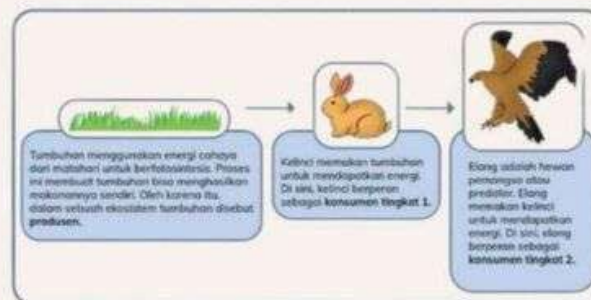 Tumbuhan menggunakan energi cahaya
dari matahari untuk berfotosintesis. Proses
ini membuat tumbuhan bisa menghasilkan
makanannya sendiri. Oleh karena itu,
dalam sebuah ekosistem tumbuhan disebut
produsen.
Kelinci memakan tumbuhan
untuk mendapatkan energi.
Di sini, kelinci berperan
sebagai konsumen tingkat 1.
Elang adalah hewan
pemangsa atau
predator. Elang
memakan kelinci
untuk mendapatkan
energi. Di sini, elang
berperan sebagai
konsumen tingkat 2.